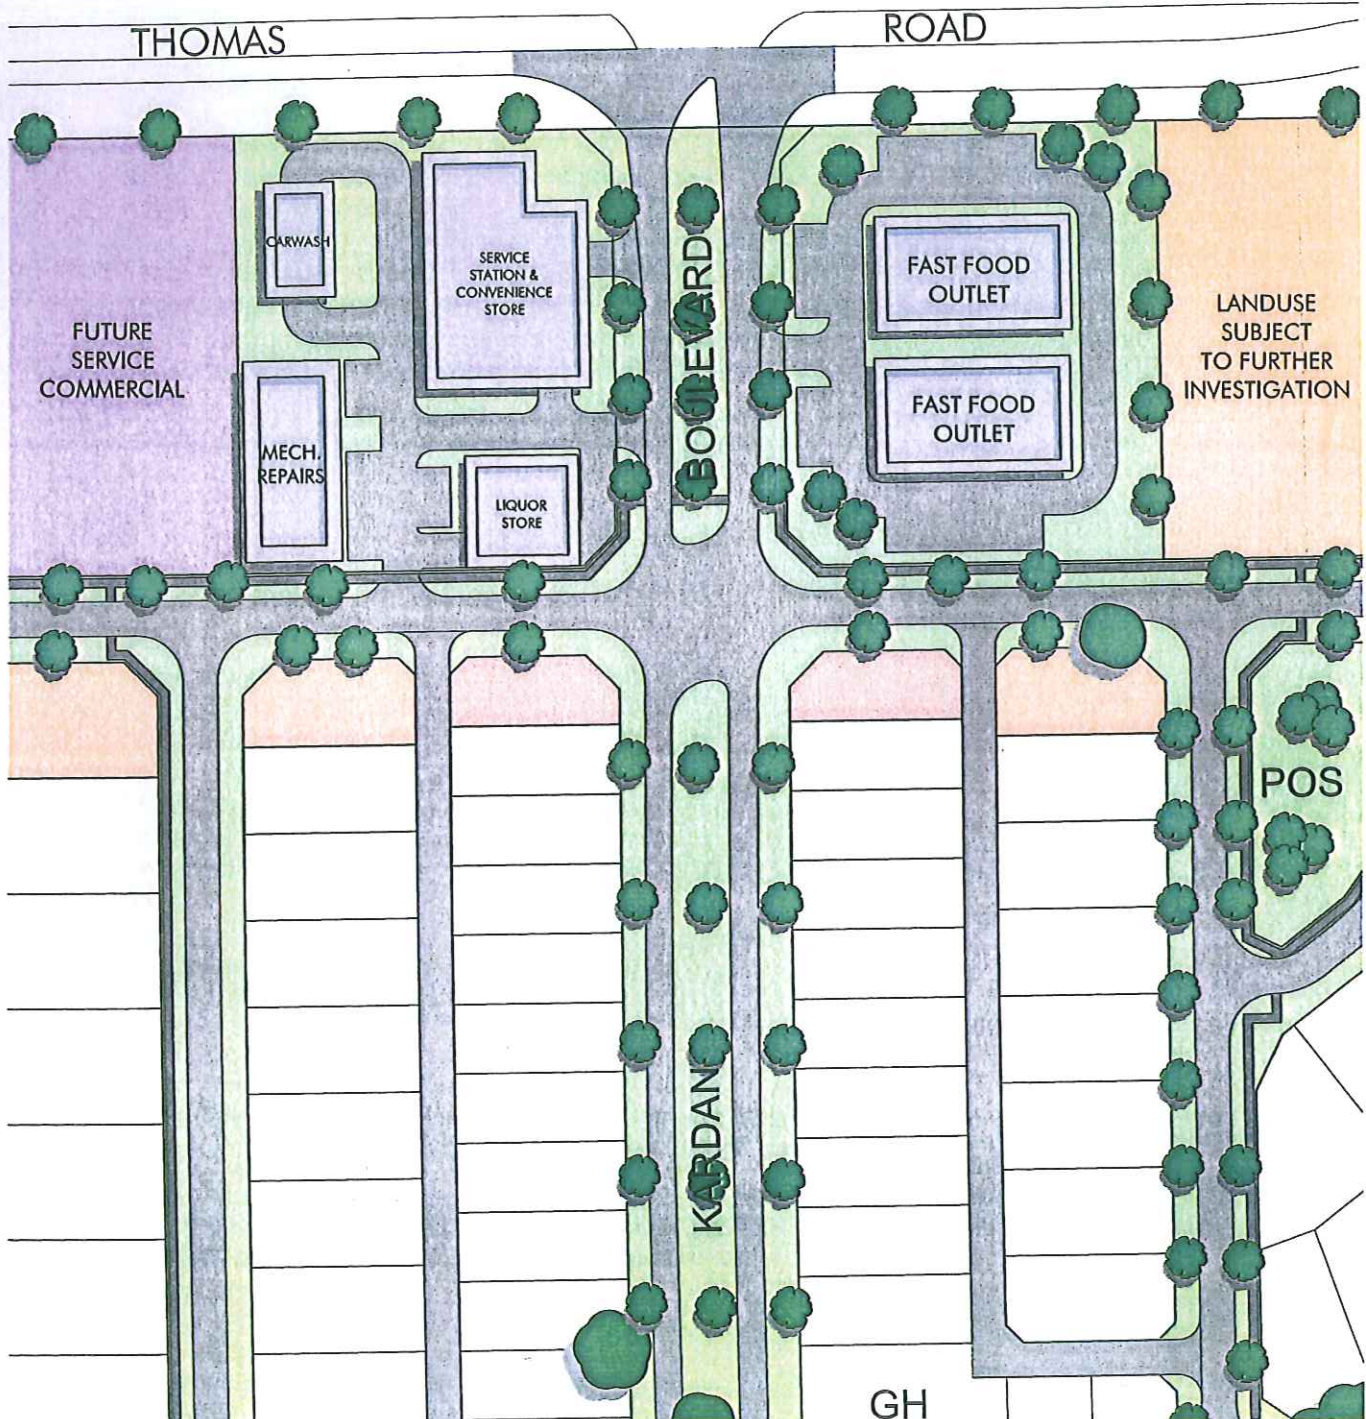 THOMAS ROAD
CARWASH
SERVICE
STATION &
CONVENIENCE
STORE
FAST FOOD
OUTLET
FUTURE
SERVICE
COMMERCIAL
LANDUSE
SUBJECT
TO FURTHER
INVESTIGATION
FAST FOOD
OUTLET
MECH.
REPAIRS
LIQUOR
STORE
POS
KARDAN BOULEVARD
GH